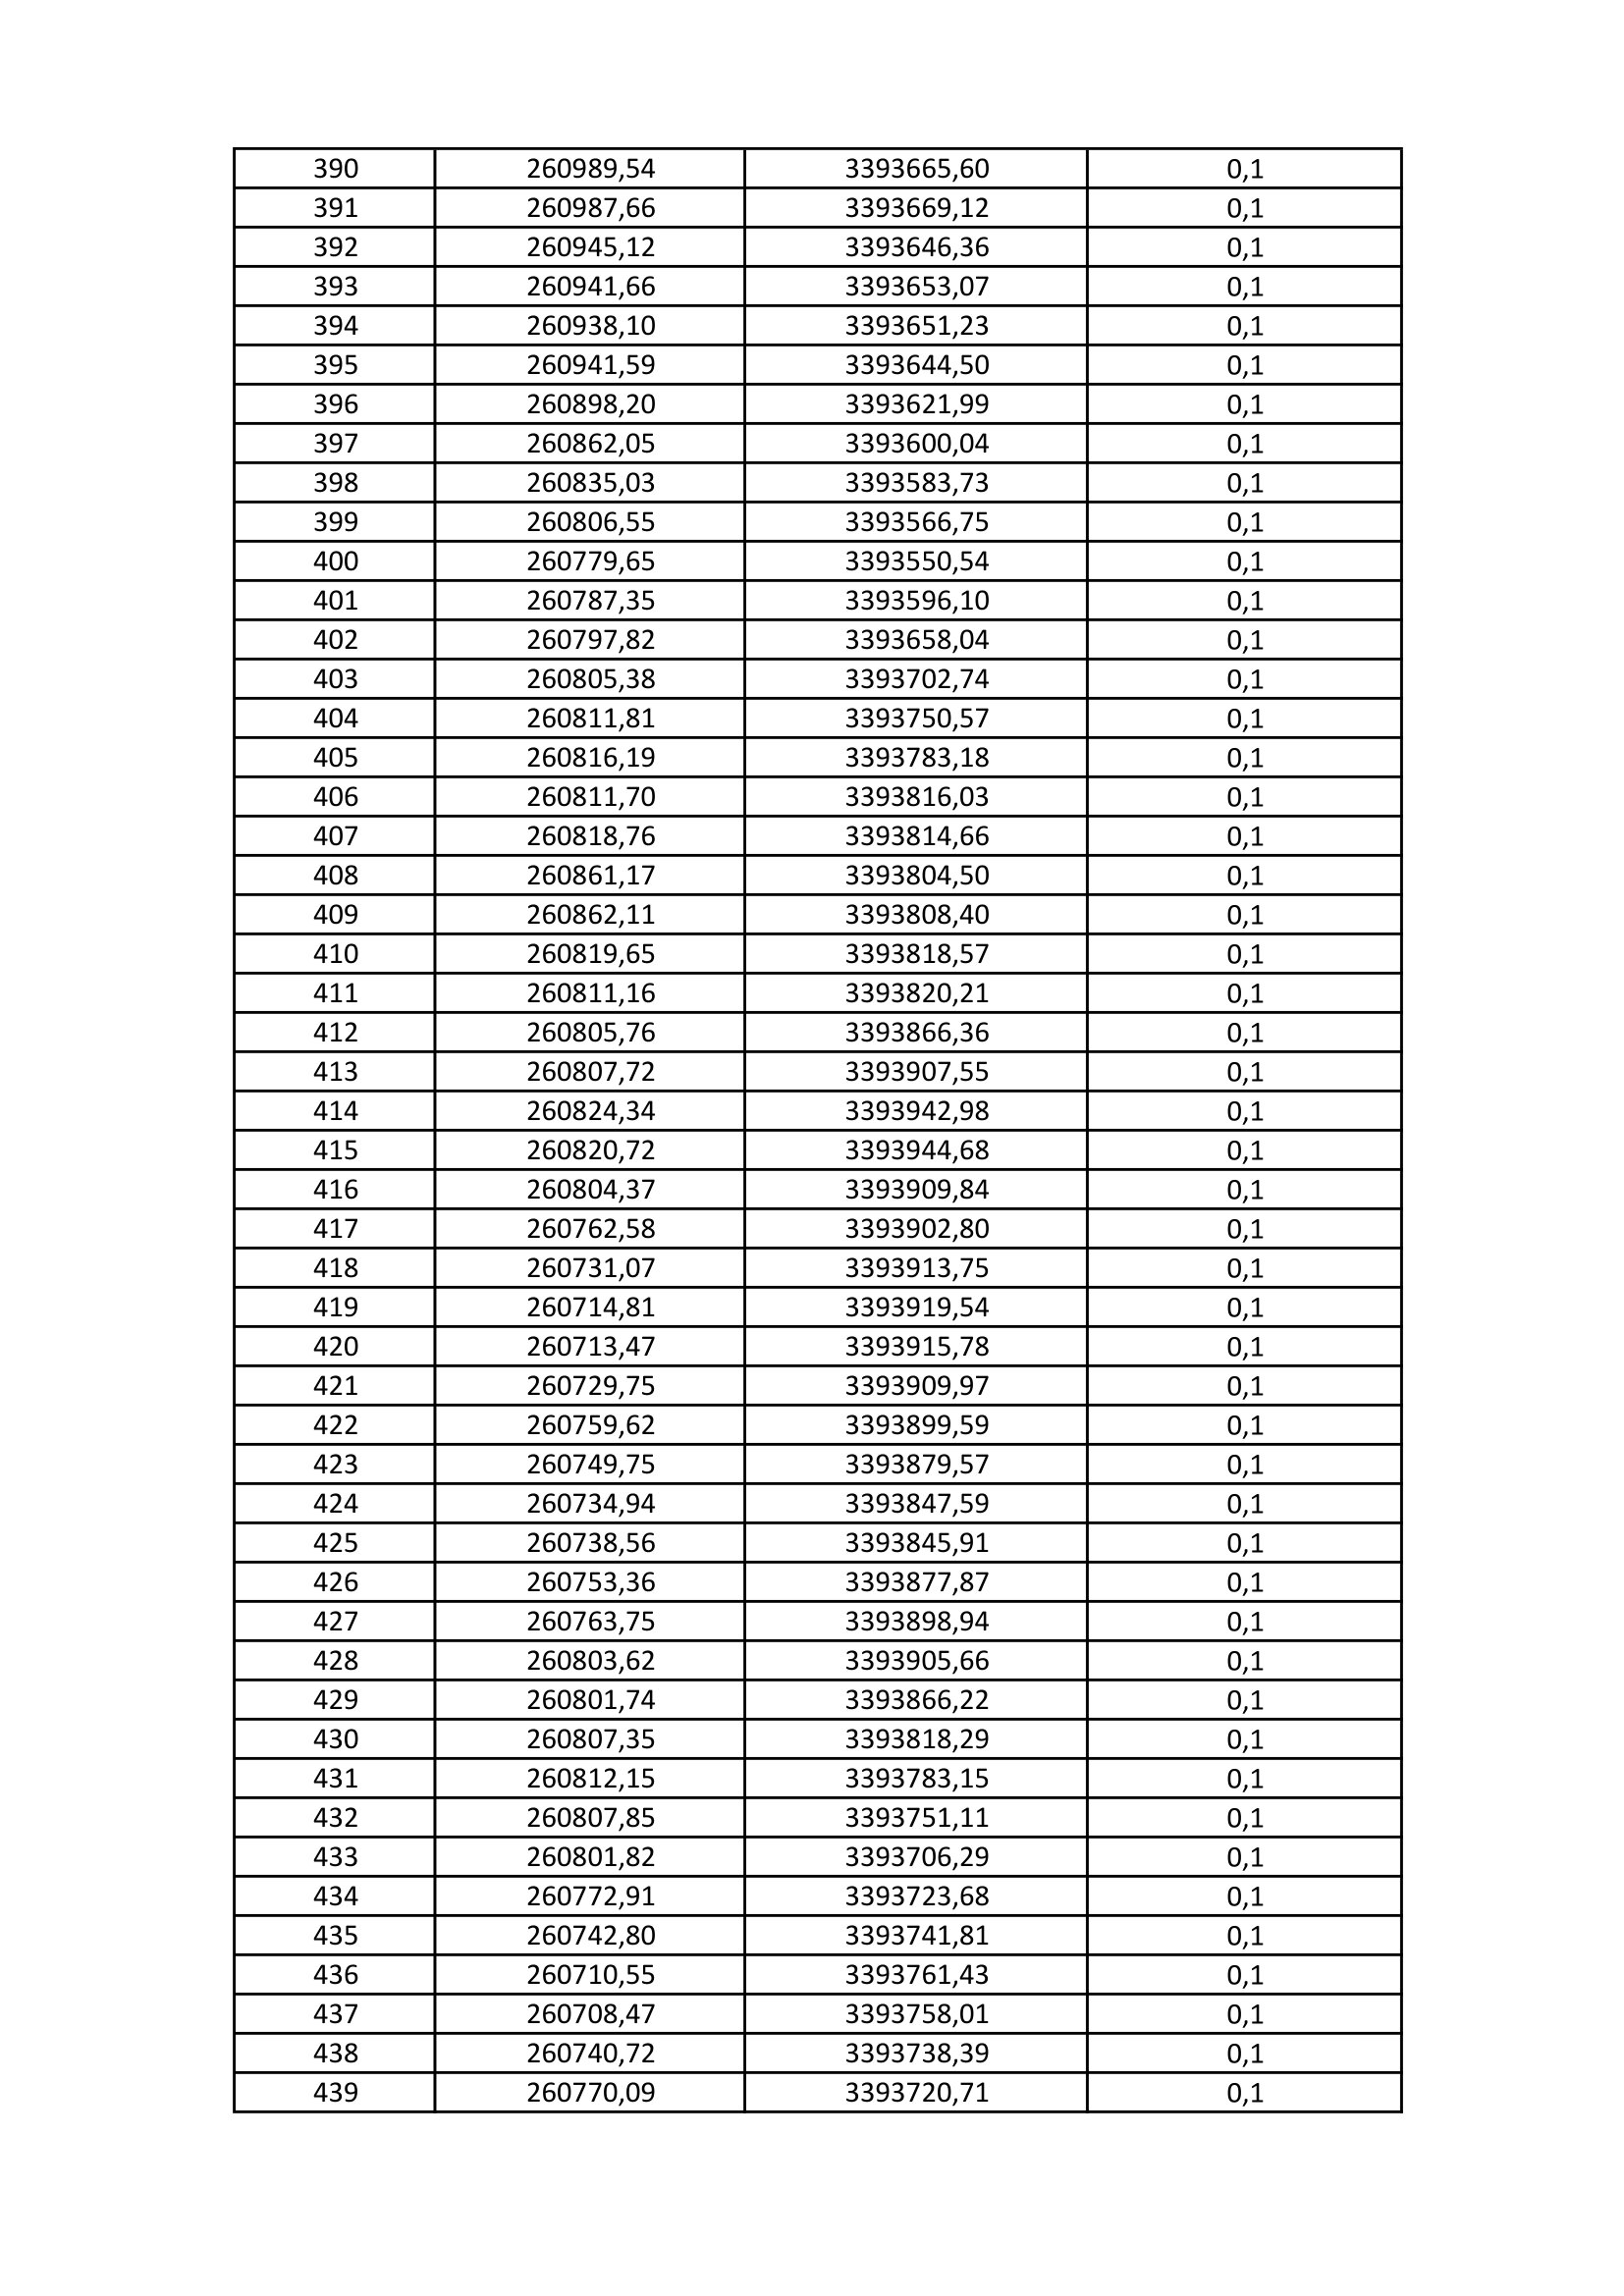 390 260989,54 3393665,60 0,1
391 260987,66 3393669,12 0,1
392 260945,12 3393646,36 0,1
393 260941,66 3393653,07 0,1
394 260938,10 3393651,23 0,1
395 260941,59 3393644,50 0,1
396 260898,20 3393621,99 0,1
397 260862,05 3393600,04 0,1
398 260835,03 3393583,73 0,1
399 260806,55 3393566,75 0,1
400 260779,65 3393550,54 0,1
401 260787,35 3393596,10 0,1
402 260797,82 3393658,04 0,1
403 260805,38 3393702,74 0,1
404 260811,81 3393750,57 0,1
405 260816,19 3393783,18 0,1
406 260811,70 3393816,03 0,1
407 260818,76 3393814,66 0,1
408 260861,17 3393804,50 0,1
409 260862,11 3393808,40 0,1
410 260819,65 3393818,57 0,1
411 260811,16 3393820,21 0,1
412 260805,76 3393866,36 0,1
413 260807,72 3393907,55 0,1
414 260824,34 3393942,98 0,1
415 260820,72 3393944,68 0,1
416 260804,37 3393909,84 0,1
417 260762,58 3393902,80 0,1
418 260731,07 3393913,75 0,1
419 260714,81 3393919,54 0,1
420 260713,47 3393915,78 0,1
421 260729,75 3393909,97 0,1
422 260759,62 3393899,59 0,1
423 260749,75 3393879,57 0,1
424 260734,94 3393847,59 0,1
425 260738,56 3393845,91 0,1
426 260753,36 3393877,87 0,1
427 260763,75 3393898,94 0,1
428 260803,62 3393905,66 0,1
429 260801,74 3393866,22 0,1
430 260807,35 3393818,29 0,1
431 260812,15 3393783,15 0,1
432 260807,85 3393751,11 0,1
433 260801,82 3393706,29 0,1
434 260772,91 3393723,68 0,1
435 260742,80 3393741,81 0,1
436 260710,55 3393761,43 0,1
437 260708,47 3393758,01 0,1
438 260740,72 3393738,39 0,1
439 260770,09 3393720,71 0,1